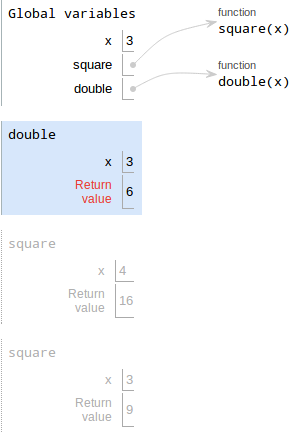 Global variables
x 3
square
double
function
square(x)
function
double(x)
double
x 3
Return
value 6
square
x 4
Return
value 16
square
x 3
Return
value 9